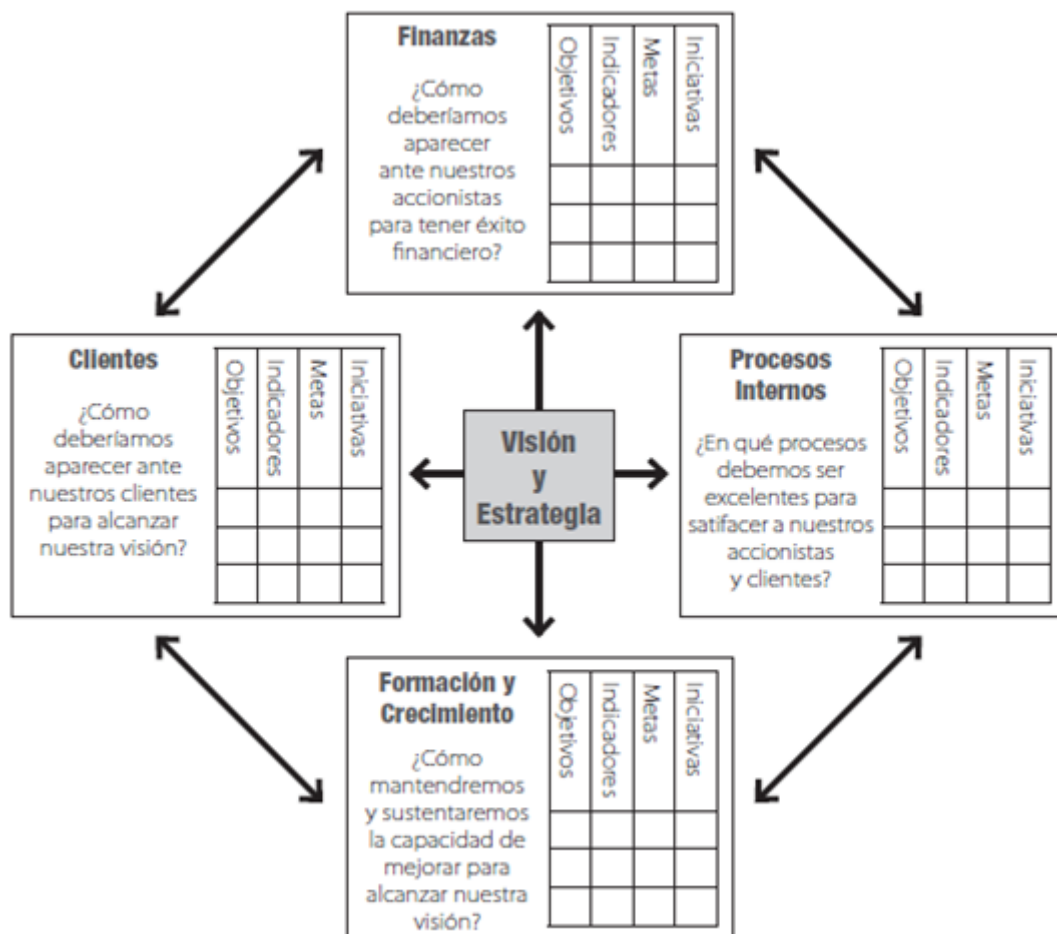 Finanzas
¿Cómo
deberíamos
aparecer
ante nuestros
accionistas
para tener éxito
financiero?
Objetivos
Indicadores
Metas
Iniciativas
Clientes
¿Cómo
deberíamos
aparecer ante
nuestros clientes
para alcanzar
nuestra visión?
Objetivos
Indicadores
Metas
Iniciativas
Visión
y
Estrategia
Procesos
Internos
¿En qué procesos
debemos ser
excelentes para
satifacer a nuestros
accionistas
y clientes?
Objetivos
Indicadores
Metas
Iniciativas
Formación y
Crecimiento
¿Cómo
mantendremos
y sustentaremos
la capacidad de
mejorar para
alcanzar nuestra
visión?
Objetivos
Indicadores
Metas
Iniciativas